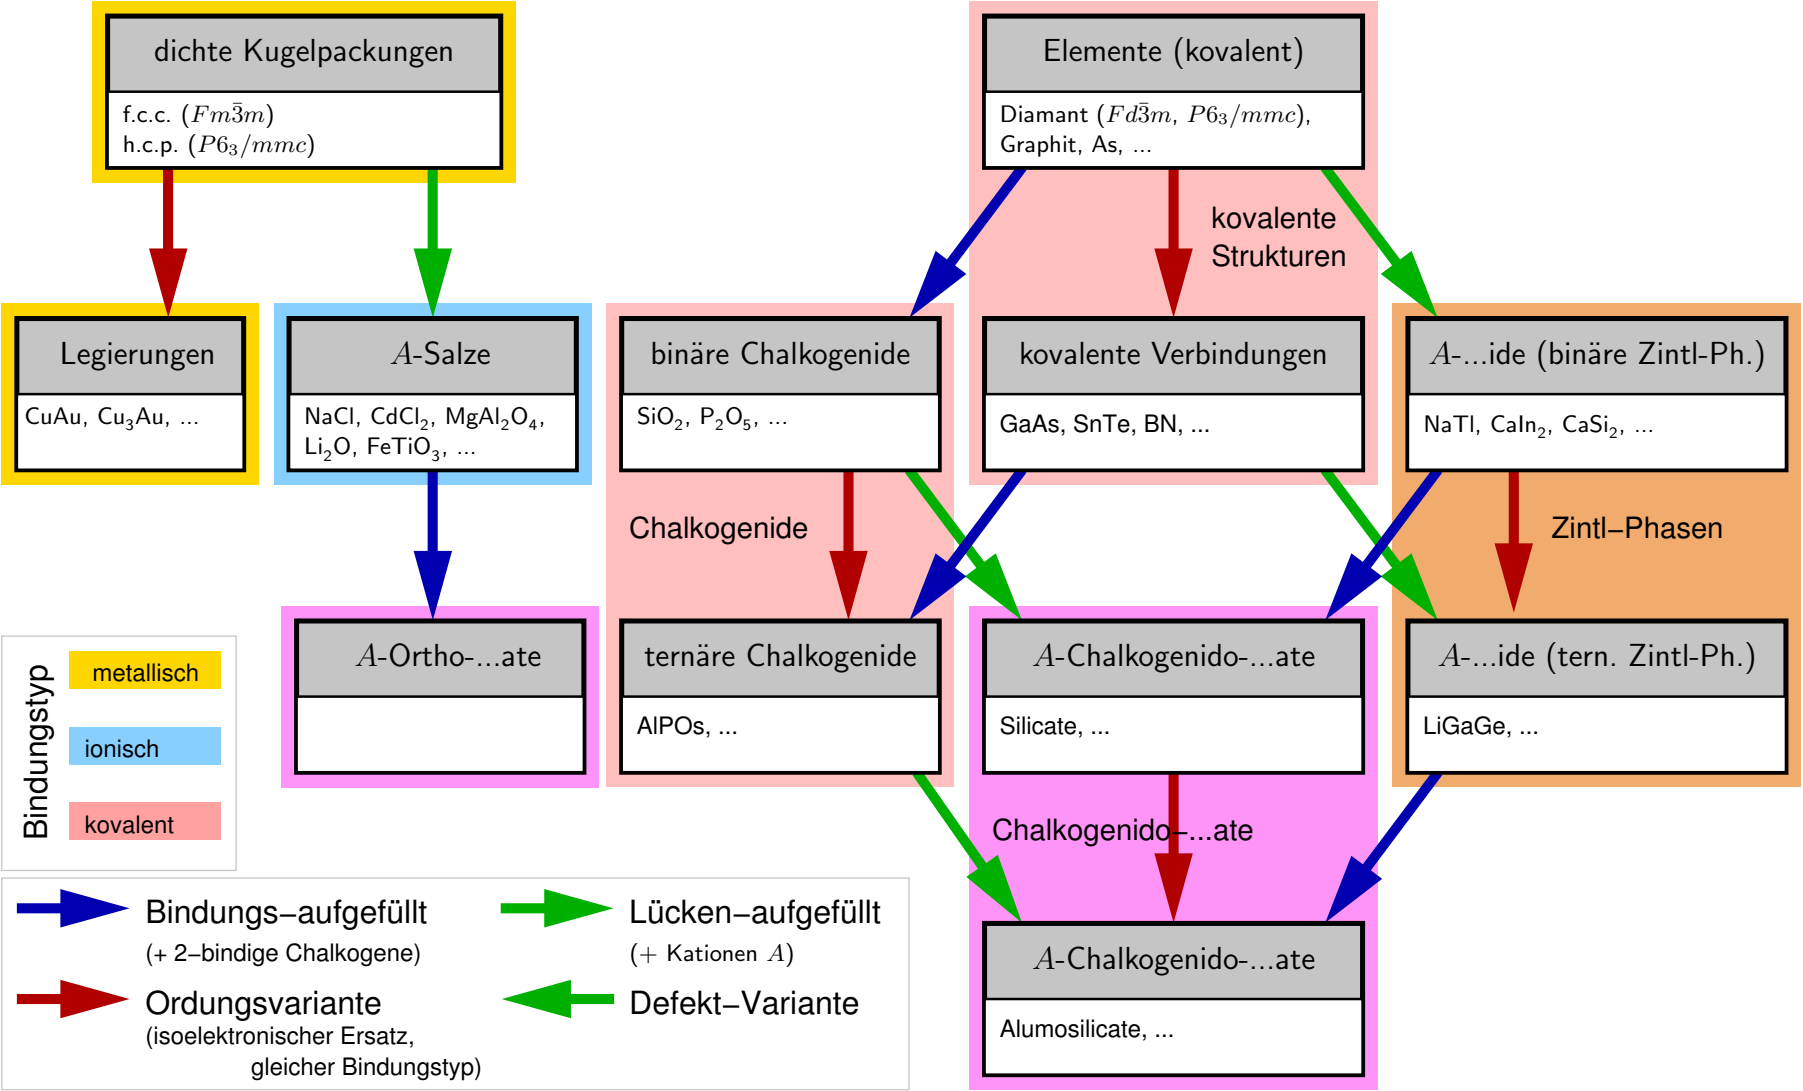 dichte Kugelpackungen
f.c.c. (Fm3̄m)
h.c.p. (P6₃/mmc)
Elemente (kovalent)
Diamant (Fd3̄m, P6₃/mmc),
Graphit, As, ...
kovalente
Strukturen
Legierungen
CuAu, Cu₃Au, ...
A-Salze
NaCl, CdCl₂, MgAl₂O₄,
Li₂O, FeTiO₃, ...
binäre Chalkogenide
SiO₂, P₂O₅, ...
kovalente Verbindungen
GaAs, SnTe, BN, ...
A-...ide (binäre Zintl-Ph.)
NaTl, CaIn₂, CaSi₂, ...
Chalkogenide
Zintl−Phasen
A-Ortho-...ate
ternäre Chalkogenide
AlPOs, ...
A-Chalkogenido-...ate
Silicate, ...
A-...ide (tern. Zintl-Ph.)
LiGaGe, ...
Chalkogenido−...ate
A-Chalkogenido-...ate
Alumosilicate, ...
Bindungstyp
metallisch
ionisch
kovalent
Bindungs−aufgefüllt
(+ 2−bindige Chalkogene)
Lücken−aufgefüllt
(+ Kationen A)
Ordungsvariante
(isoelektronischer Ersatz,
gleicher Bindungstyp)
Defekt−Variante